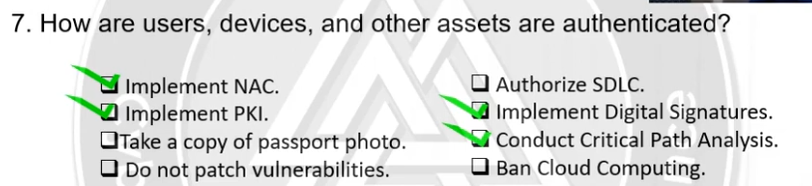 7. How are users, devices, and other assets are authenticated?
Implement NAC.
Implement PKI.
Take a copy of passport photo.
Do not patch vulnerabilities.
Authorize SDLC.
Implement Digital Signatures.
Conduct Critical Path Analysis.
Ban Cloud Computing.